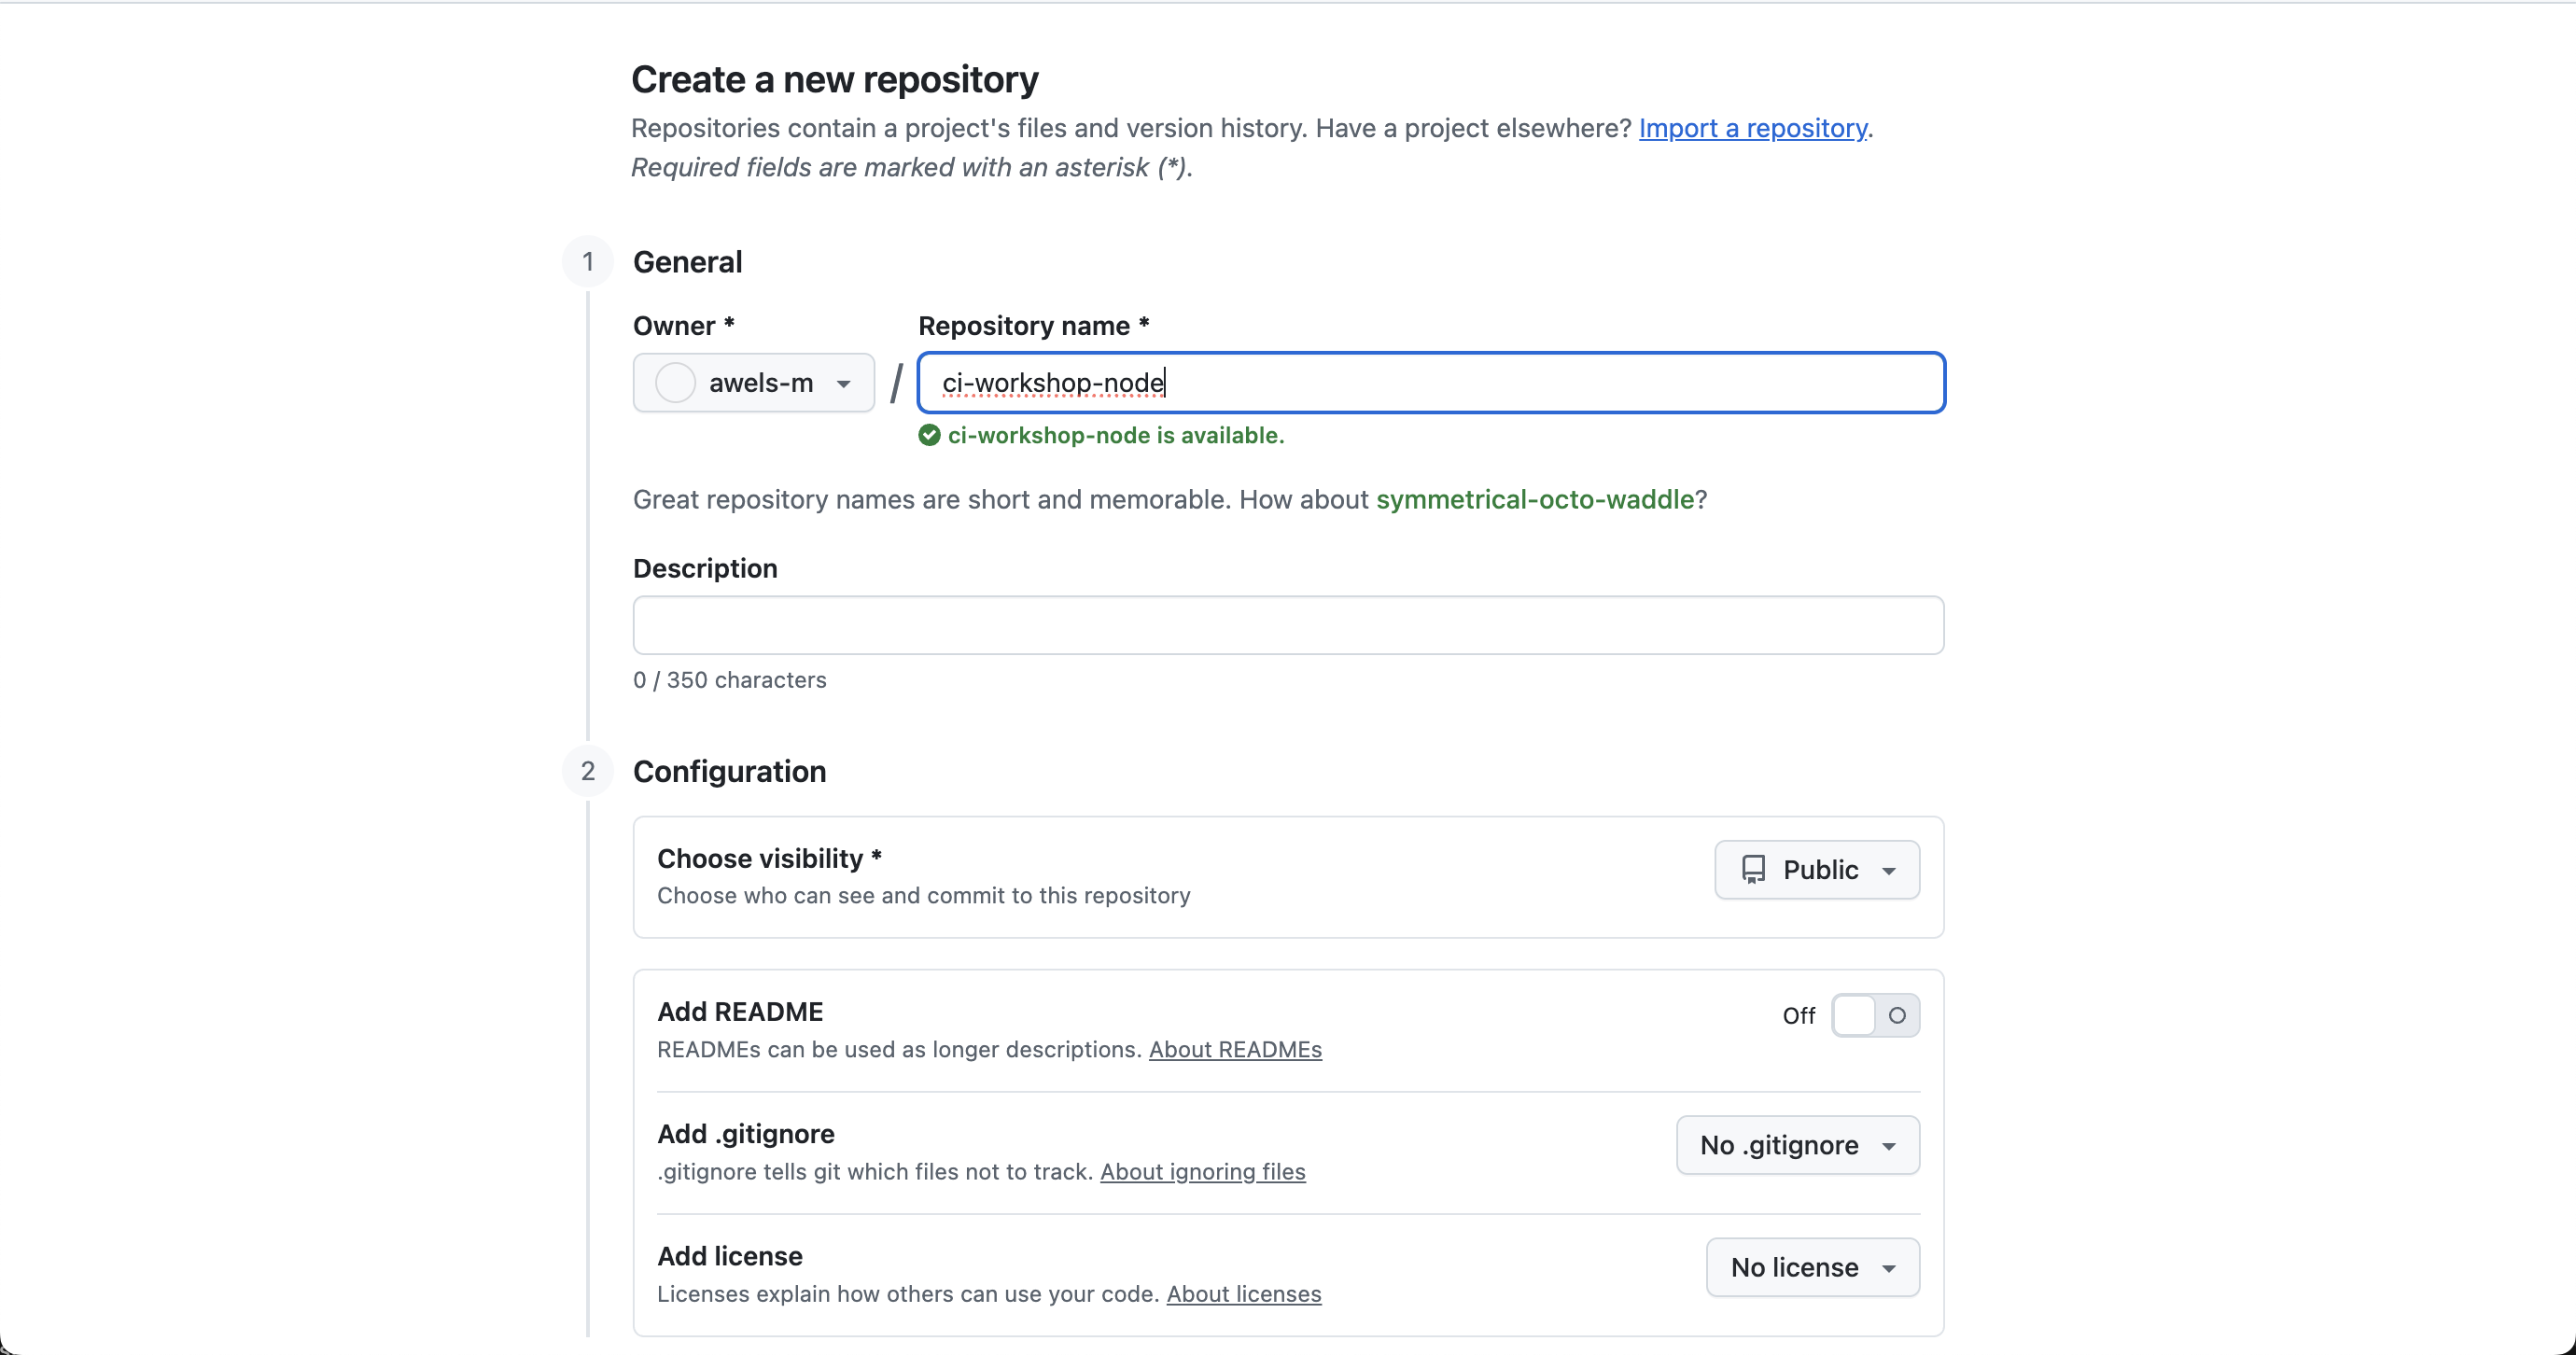 Create a new repository
Repositories contain a project's files and version history. Have a project elsewhere? Import a repository.
Required fields are marked with an asterisk (*).
1 General
Owner * Repository name *
awels-m / ci-workshop-node
ci-workshop-node is available.
Great repository names are short and memorable. How about symmetrical-octo-waddle?
Description
0 / 350 characters
2 Configuration
Choose visibility *
Choose who can see and commit to this repository
Public
Add README
READMEs can be used as longer descriptions. About READMEs
Off
Add .gitignore
.gitignore tells git which files not to track. About ignoring files
No .gitignore
Add license
Licenses explain how others can use your code. About licenses
No license